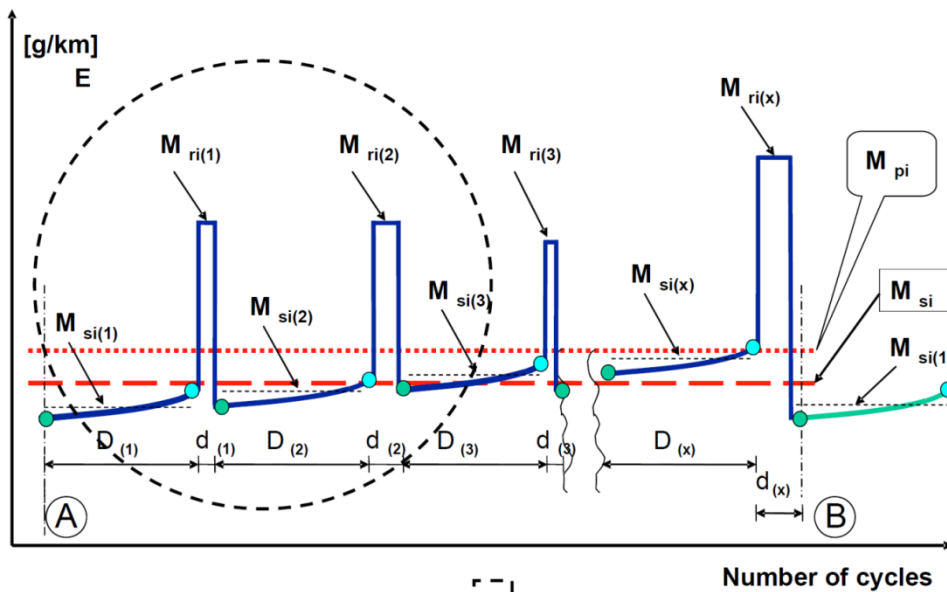 [g/km]
E
M ri(1)
M ri(2)
M ri(3)
M ri(x)
M pi
M si(1)
M si(2)
M si(3)
M si(x)
M si
M si(1
D (1)
d (1)
D (2)
d (2)
D (3)
d (3)
D (x)
d (x)
A
B
Number of cycles